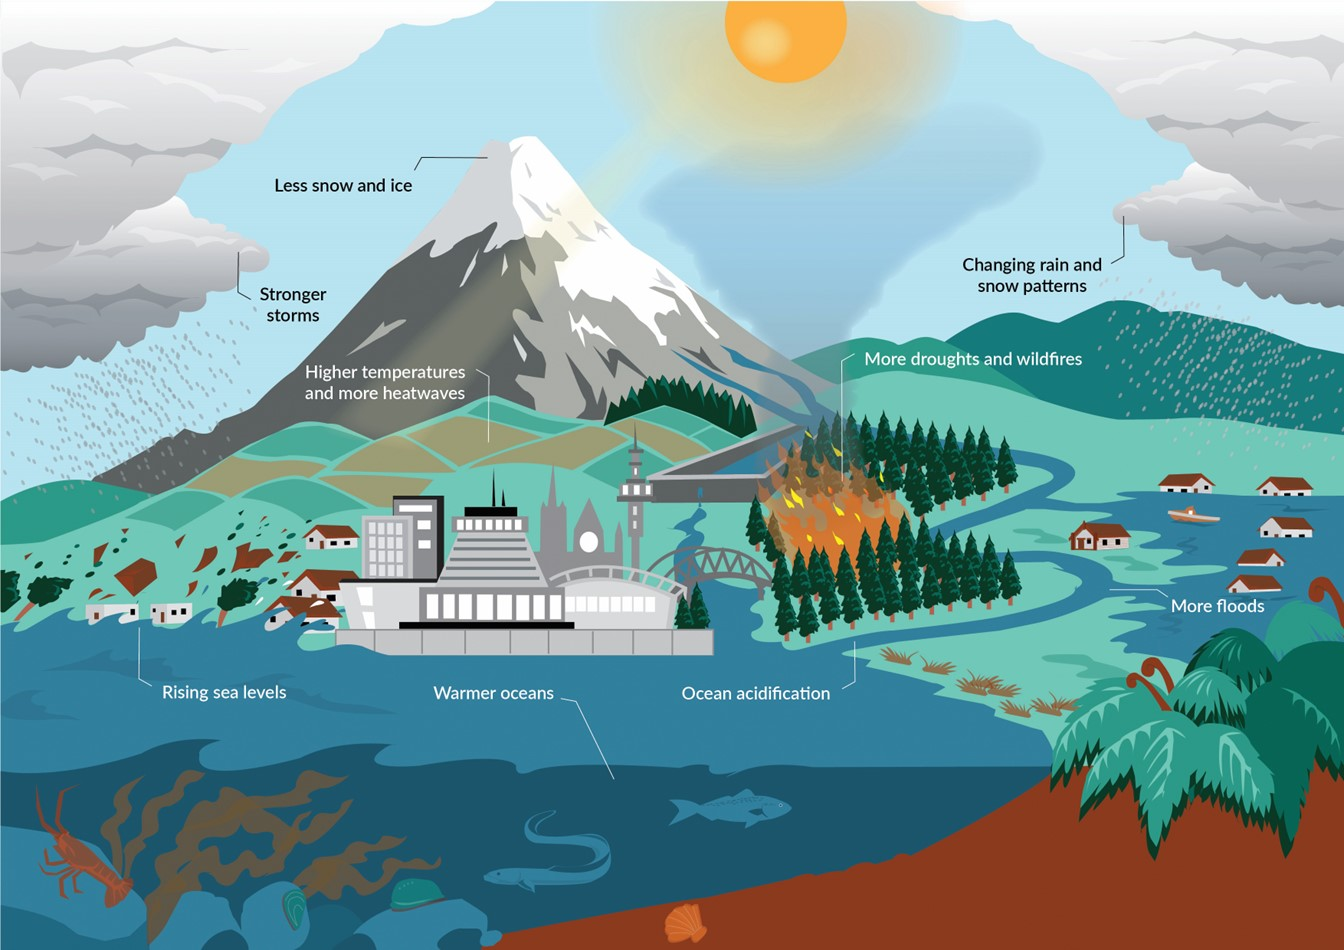 Less snow and ice
Stronger
storms
Changing rain and
snow patterns
Higher temperatures
and more heatwaves
More droughts and wildfires
More floods
Rising sea levels
Warmer oceans
Ocean acidification